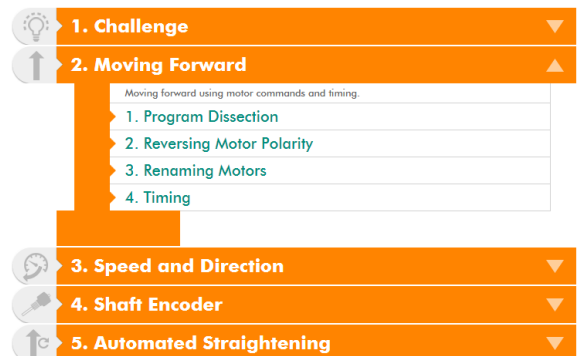 1. Challenge
2. Moving Forward
Moving forward using motor commands and timing.
1. Program Dissection
2. Reversing Motor Polarity
3. Renaming Motors
4. Timing
3. Speed and Direction
4. Shaft Encoder
5. Automated Straightening